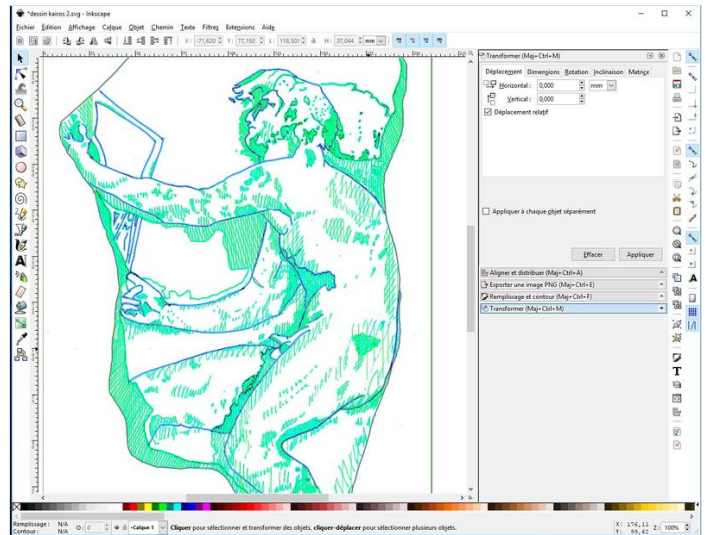 *dessin kairos 2.svg - Inkscape
Fichier Édition Affichage Calque Objet Chemin Texte Filtres Extensions Aide
X: -71,620 Y: 77,192 L: 118,501 H: 37,044 mm
Transformer (Maj+Ctrl+M)
Déplacement Dimensions Rotation Inclinaison Matrice
Horizontal: 0,000 mm
Vertical: 0,000
Déplacement relatif
Appliquer à chaque objet séparément
Effacer Appliquer
Aligner et distribuer (Maj+Ctrl+A)
Exporter une image PNG (Maj+Ctrl+E)
Remplissage et contour (Maj+Ctrl+F)
Transformer (Maj+Ctrl+M)
Remplissage: N/A O: 0 Calque 1 Cliquer pour sélectionner et transformer des objets, cliquer-déplacer pour sélectionner plusieurs objets. X: 176,11 Z: 100%
Contour: N/A Y: 99,62